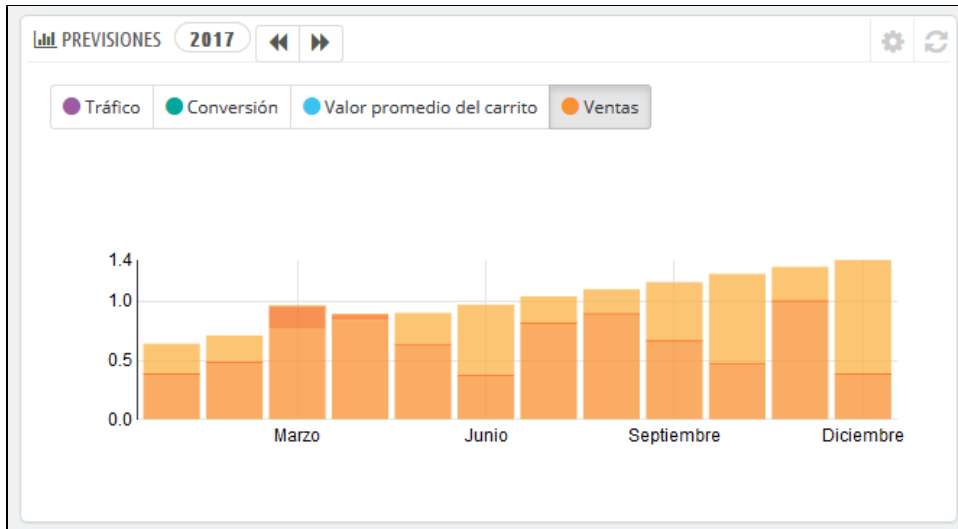 PREVISIONES 2017
Tráfico Conversión Valor promedio del carrito Ventas
1.4
1.0
0.5
0.0
Marzo Junio Septiembre Diciembre